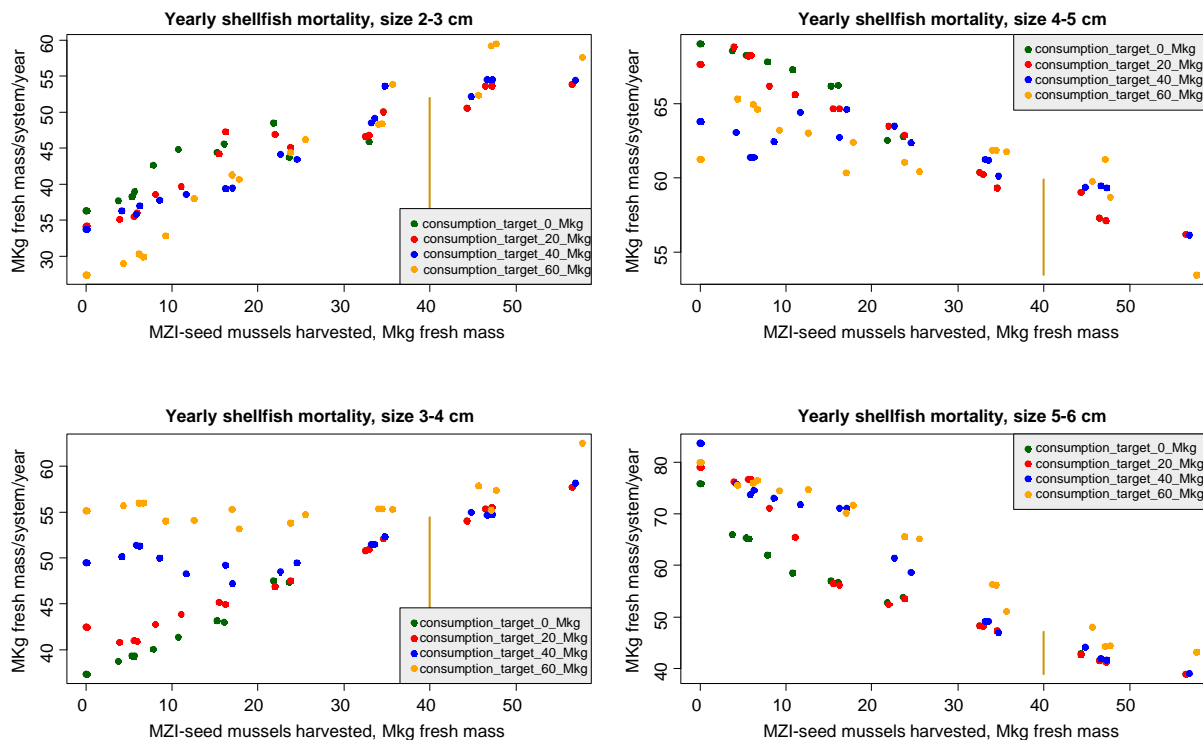 Yearly shellfish mortality, size 2-3 cm
MKg fresh mass/system/year
30 35 40 45 50 55 60
consumption_target_0_Mkg
consumption_target_20_Mkg
consumption_target_40_Mkg
consumption_target_60_Mkg
0 10 20 30 40 50
MZI-seed mussels harvested, Mkg fresh mass
Yearly shellfish mortality, size 4-5 cm
MKg fresh mass/system/year
55 60 65
consumption_target_0_Mkg
consumption_target_20_Mkg
consumption_target_40_Mkg
consumption_target_60_Mkg
0 10 20 30 40 50
MZI-seed mussels harvested, Mkg fresh mass
Yearly shellfish mortality, size 3-4 cm
MKg fresh mass/system/year
40 45 50 55 60
consumption_target_0_Mkg
consumption_target_20_Mkg
consumption_target_40_Mkg
consumption_target_60_Mkg
0 10 20 30 40 50
MZI-seed mussels harvested, Mkg fresh mass
Yearly shellfish mortality, size 5-6 cm
MKg fresh mass/system/year
40 50 60 70 80
consumption_target_0_Mkg
consumption_target_20_Mkg
consumption_target_40_Mkg
consumption_target_60_Mkg
0 10 20 30 40 50
MZI-seed mussels harvested, Mkg fresh mass